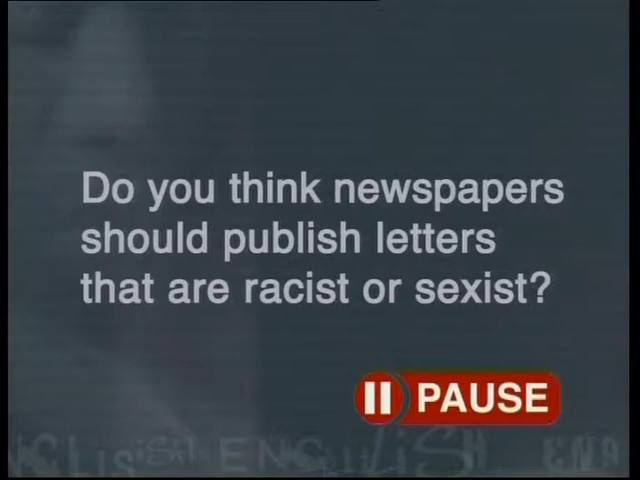 Do you think newspapers
should publish letters
that are racist or sexist?
PAUSE